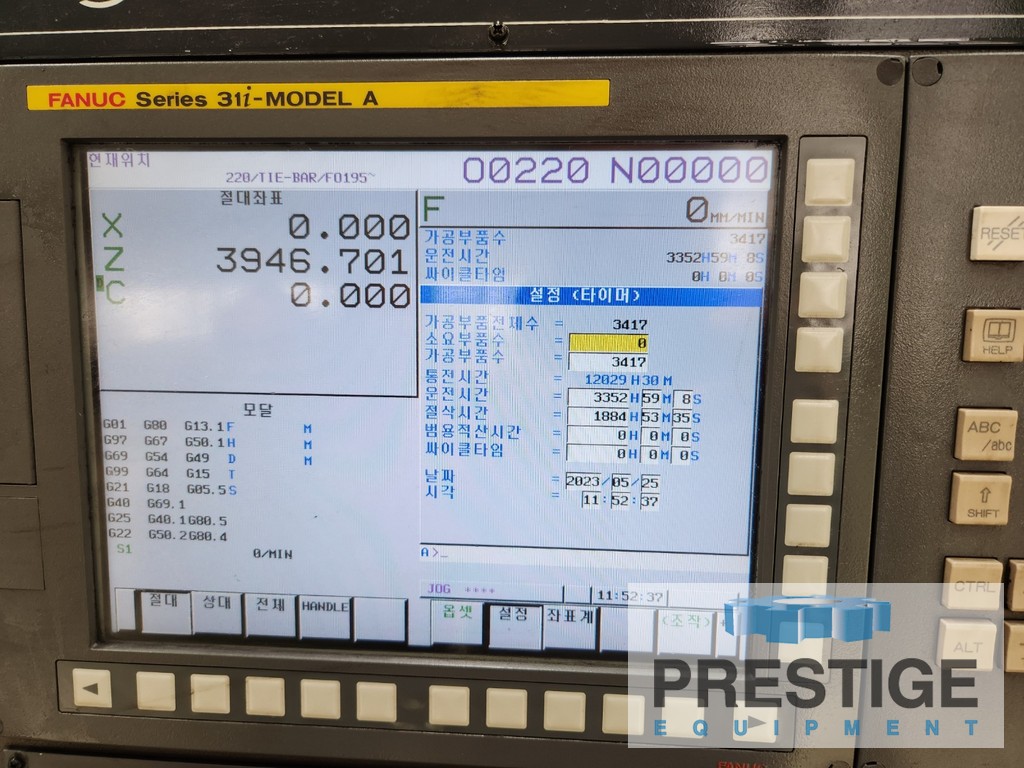 FANUC Series 31i-MODEL A
현재위치
220/TIE-BAR/F0195~
O0220 N00000
절대좌표
X 0.000
Z 3946.701
C 0.000
F 0 MM/MIN
가공부품수 3417
운전시간 3352H59M 8S
싸이클타임 0H 0M 0S
설정 (타이머)
가공부품전체수 = 3417
소요부품수 = 0
가공부품수 = 3417
통전시간 = 12029H30M
운전시간 = 3352H59M 8S
절삭시간 = 1884H53M35S
범용적산시간 = 0H 0M 0S
싸이클타임 = 0H 0M 0S
날짜 = 2023/05/25
시각 = 11:52:37
모달
G01 G80 G13.1 F M
G97 G67 G50.1 H M
G69 G54 G49 D M
G99 G64 G15 T
G21 G18 G05.5 S
G40 G69.1
G25 G40.1 G80.5
G22 G50.2 G80.4
S1 0/MIN
A>_
JOG **** 11:52:37
절대 상대 전체 HANDLE
옵셋 설정 좌표계 (조작)
RESET
HELP
ABC /abc
SHIFT
CTRL
ALT
PRESTIGE
EQUIPMENT
FANUC